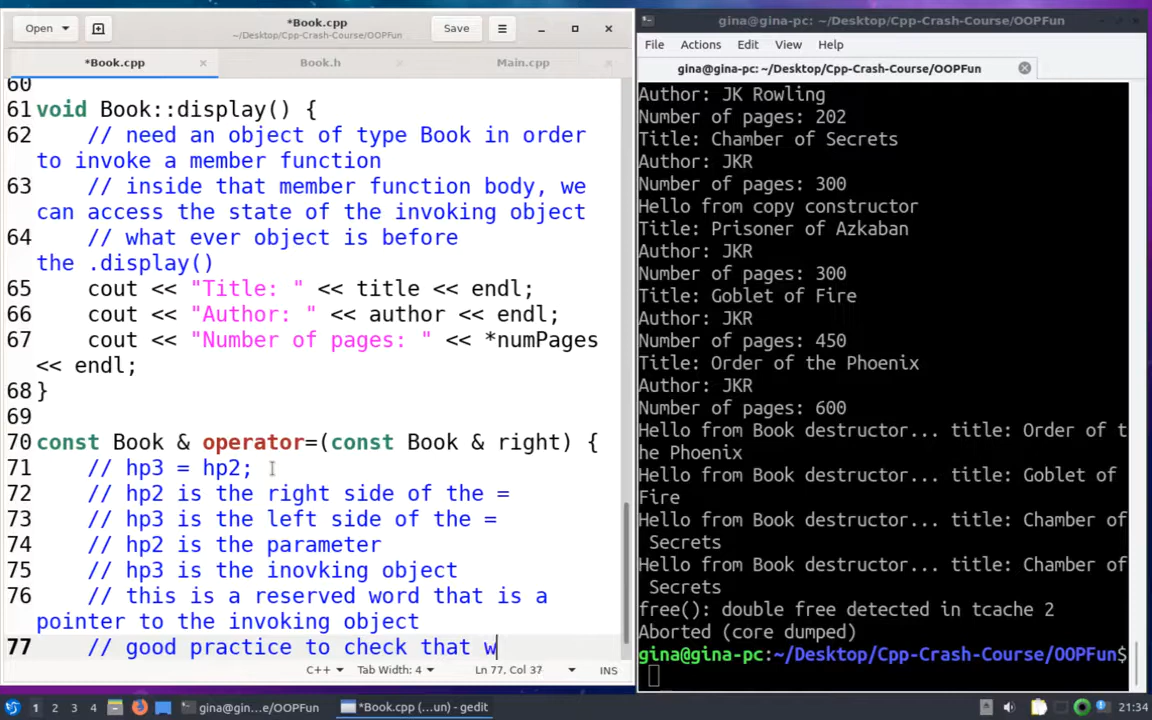 Open
*Book.cpp
~/Desktop/Cpp-Crash-Course/OOPFun
Save
*Book.cpp
Book.h
Main.cpp
60
61 void Book::display() {
62 // need an object of type Book in order
to invoke a member function
63 // inside that member function body, we
can access the state of the invoking object
64 // what ever object is before
the .display()
65 cout << "Title: " << title << endl;
66 cout << "Author: " << author << endl;
67 cout << "Number of pages: " << *numPages
<< endl;
68 }
69
70 const Book & operator=(const Book & right) {
71 // hp3 = hp2;
72 // hp2 is the right side of the =
73 // hp3 is the left side of the =
74 // hp2 is the parameter
75 // hp3 is the inovking object
76 // this is a reserved word that is a
pointer to the invoking object
77 // good practice to check that w
C++
Tab Width: 4
Ln 77, Col 37
INS
gina@gina-pc: ~/Desktop/Cpp-Crash-Course/OOPFun
File Actions Edit View Help
gina@gina-pc: ~/Desktop/Cpp-Crash-Course/OOPFun
Author: JK Rowling
Number of pages: 202
Title: Chamber of Secrets
Author: JKR
Number of pages: 300
Hello from copy constructor
Title: Prisoner of Azkaban
Author: JKR
Number of pages: 300
Title: Goblet of Fire
Author: JKR
Number of pages: 450
Title: Order of the Phoenix
Author: JKR
Number of pages: 600
Hello from Book destructor... title: Order of t
he Phoenix
Hello from Book destructor... title: Goblet of
Fire
Hello from Book destructor... title: Chamber of
Secrets
Hello from Book destructor... title: Chamber of
Secrets
free(): double free detected in tcache 2
Aborted (core dumped)
gina@gina-pc:~/Desktop/Cpp-Crash-Course/OOPFun$
1 2 3 4
gina@gin...e/OOPFun
*Book.cpp (...un) - gedit
21:34